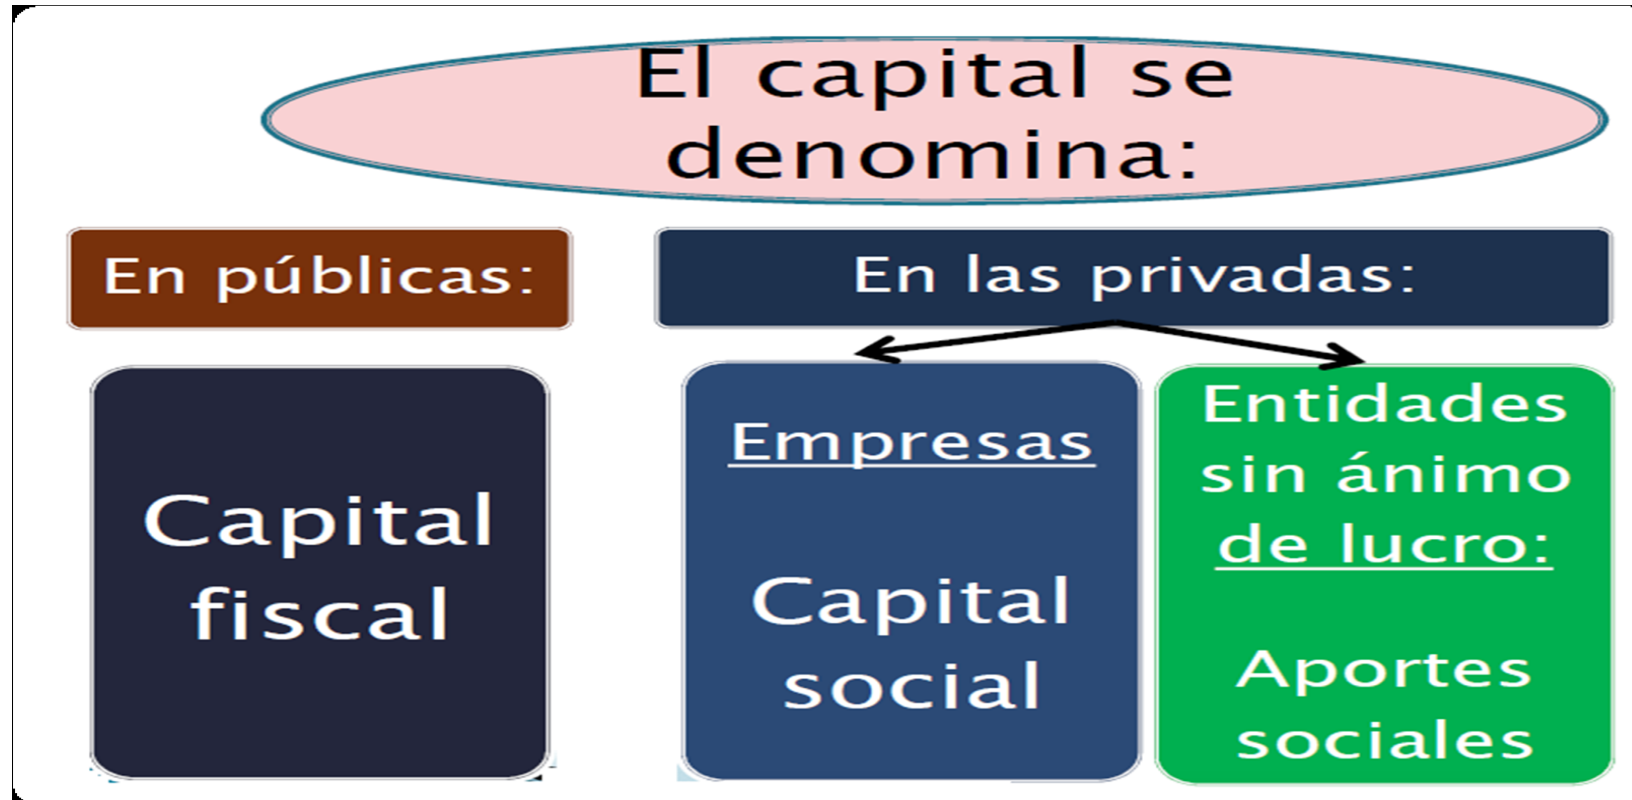 El capital se
denomina:
En públicas:
En las privadas:
Capital
fiscal
Empresas
Capital
social
Entidades
sin ánimo
de lucro:
Aportes
sociales